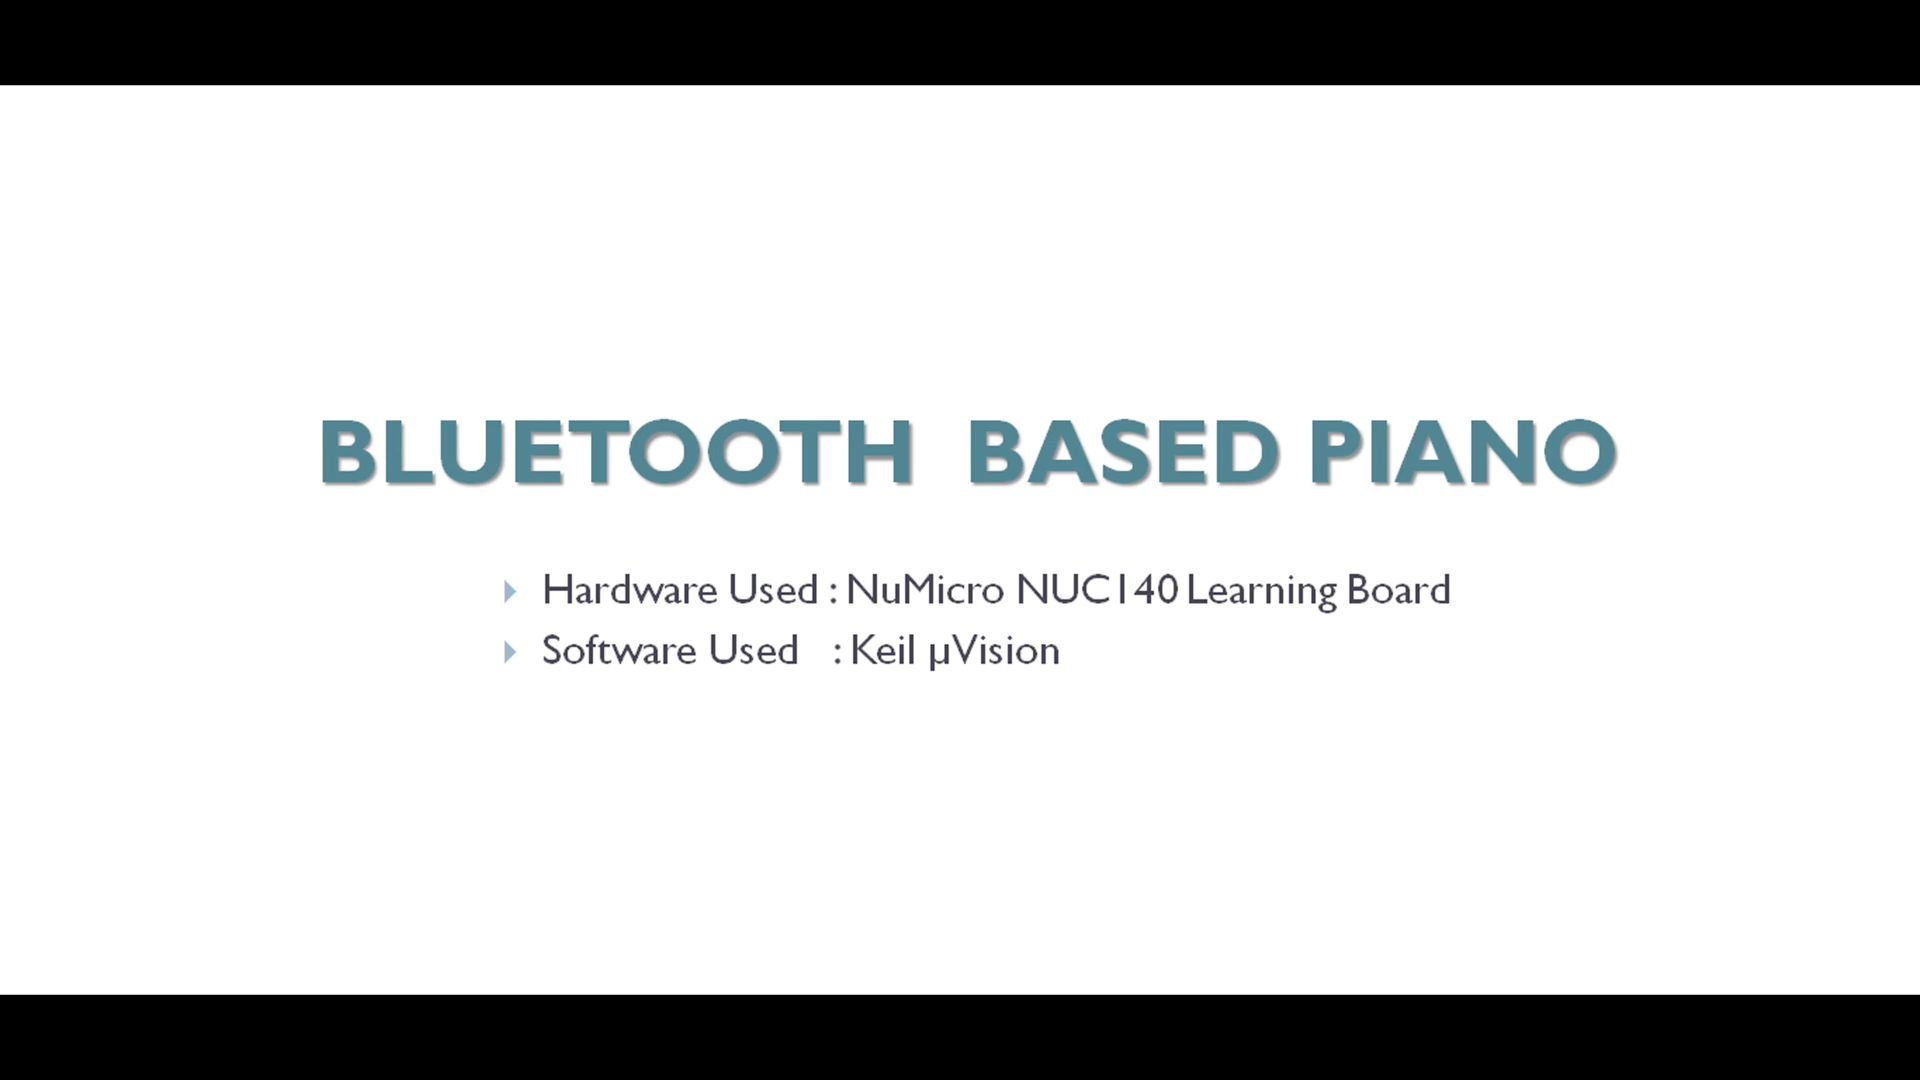 BLUETOOTH  BASED PIANO
Hardware Used : NuMicro NUC140 Learning Board
Software Used   : Keil µVision